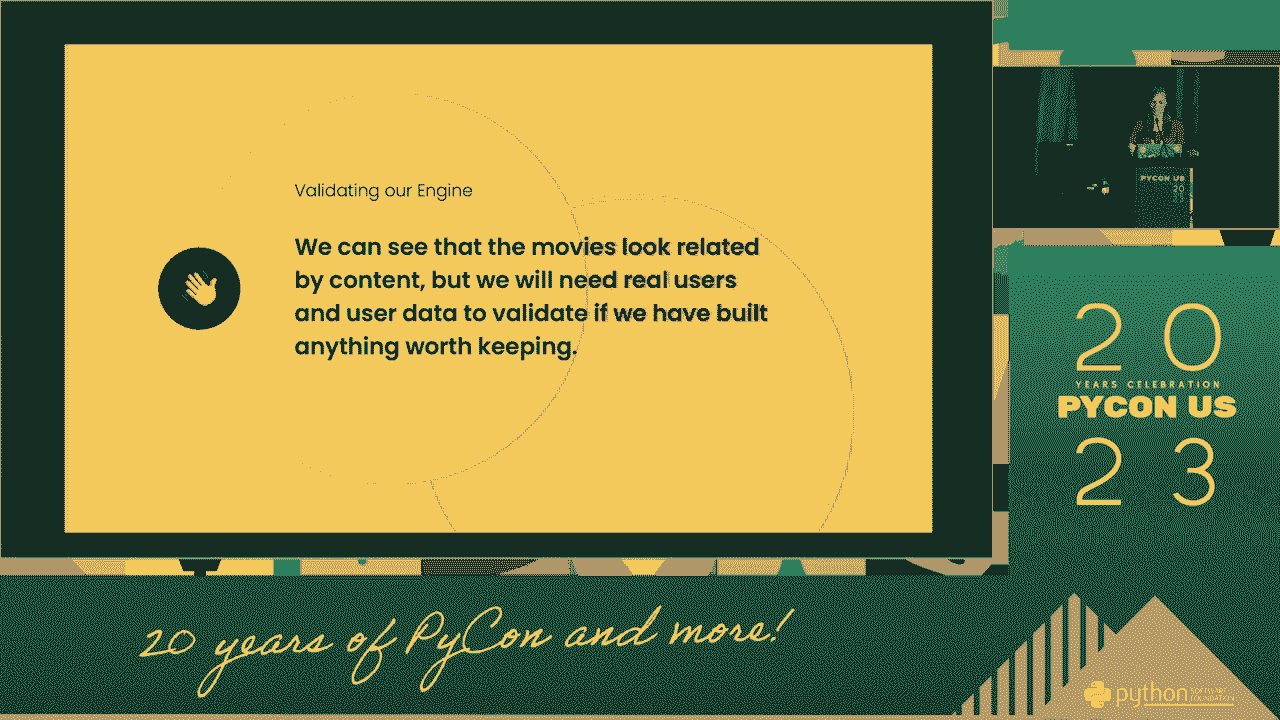 Validating our Engine
We can see that the movies look related
by content, but we will need real users
and user data to validate if we have built
anything worth keeping.
PYCON US
20
23
20
YEARS CELEBRATION
PYCON US
23
20 years of PyCon and more!
python
SOFTWARE
FOUNDATION